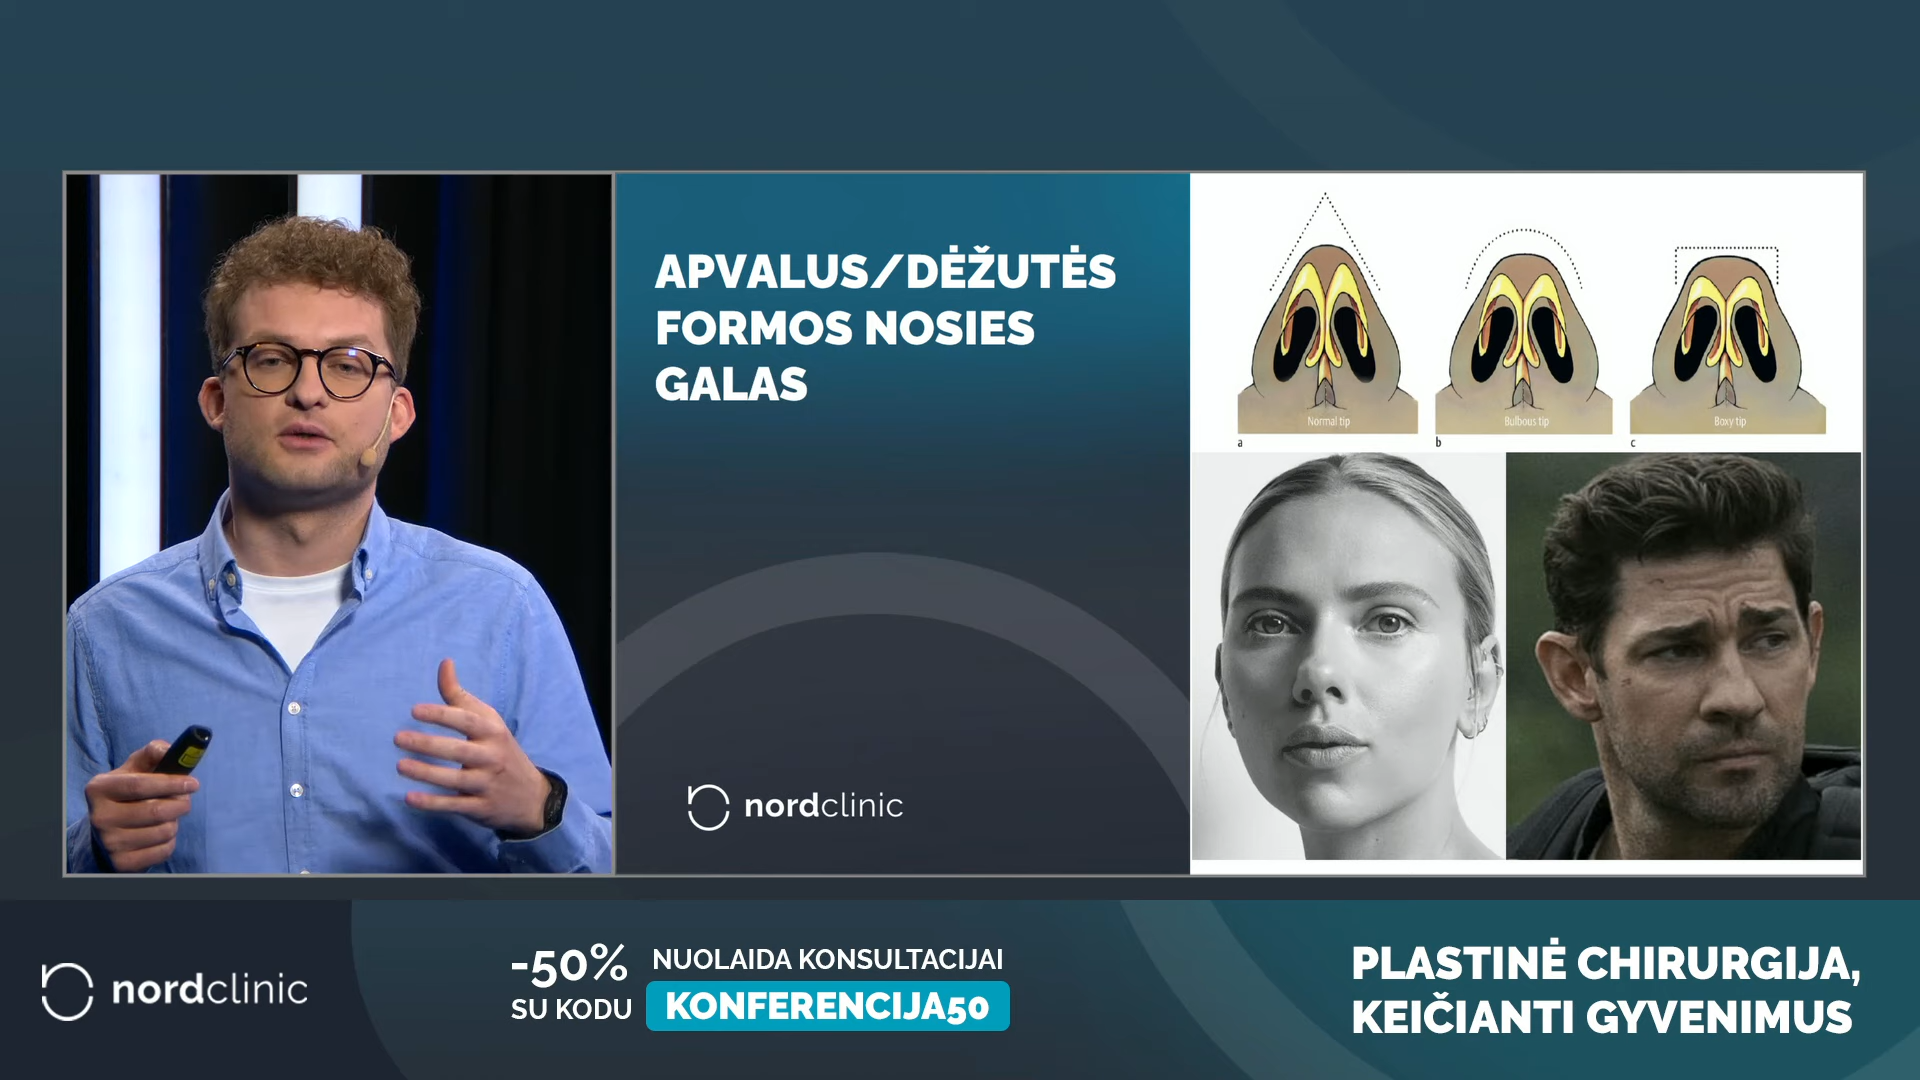 APVALUS/DĖŽUTĖS
FORMOS NOSIES
GALAS
nordclinic
Normal tip
Bulbous tip
Boxy tip
a
b
c
nordclinic
-50%
SU KODU
NUOLAIDA KONSULTACIJAI
KONFERENCIJA50
PLASTINĖ CHIRURGIJA,
KEIČIANTI GYVENIMUS